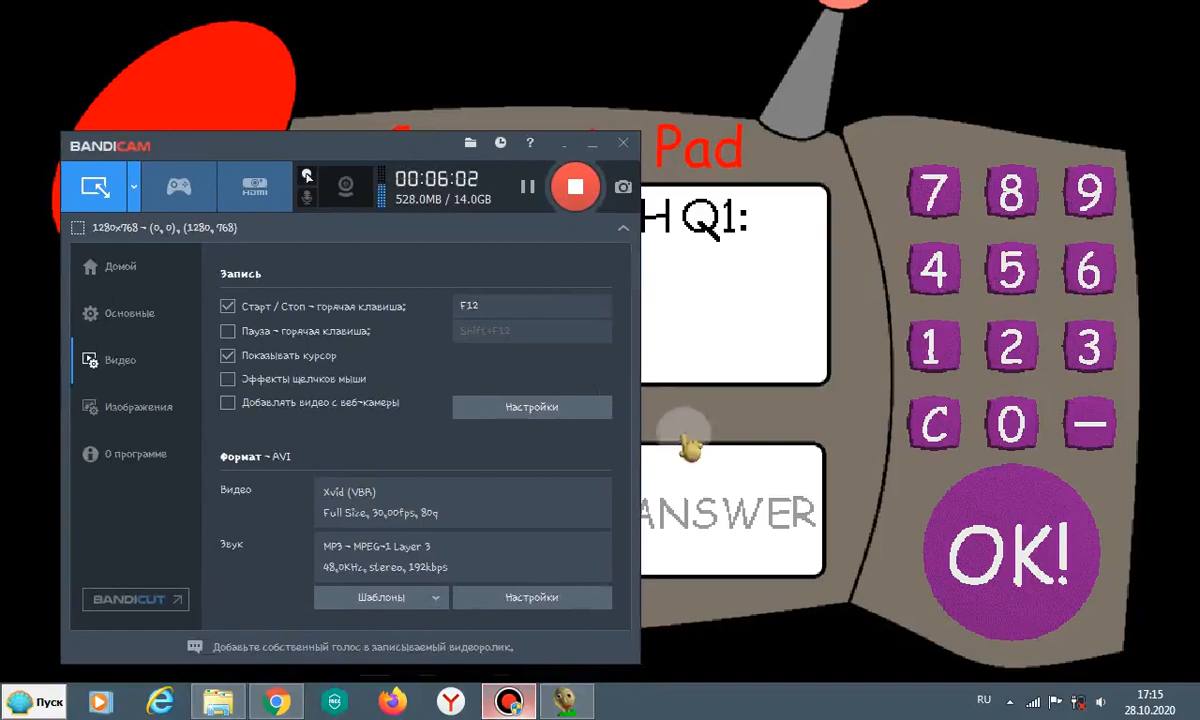 BANDICAM
?
HDMI
00:06:02
528.0MB / 14.0GB
1280x768 - (0, 0), (1280, 768)
Домой
Основные
Видео
Изображения
О программе
BANDICUT
Запись
Старт / Стоп - горячая клавиша:
F12
Пауза - горячая клавиша:
Shift+F12
Показывать курсор
Эффекты щелчков мыши
Добавлять видео с веб-камеры
Настройки
Формат - AVI
Видео
Xvid (VBR)
Full Size, 30,00fps, 80q
Звук
MP3 - MPEG-1 Layer 3
48,0KHz, stereo, 192kbps
Шаблоны
Настройки
Добавьте собственный голос в записываемый видеоролик.
Pad
H Q1:
ANSWER
7 8 9
4 5 6
1 2 3
C 0 —
OK!
Пуск
RU
17:15
28.10.2020